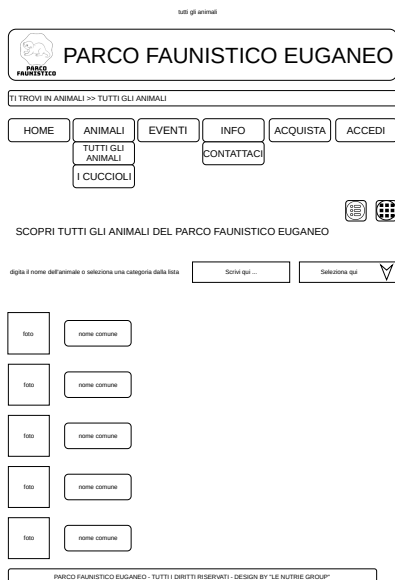 tutti gli animali
PARCO FAUNISTICO
PARCO FAUNISTICO EUGANEO
TI TROVI IN ANIMALI >> TUTTI GLI ANIMALI
HOME
ANIMALI
EVENTI
INFO
ACQUISTA
ACCEDI
TUTTI GLI
ANIMALI
CONTATTACI
I CUCCIOLI
SCOPRI TUTTI GLI ANIMALI DEL PARCO FAUNISTICO EUGANEO
digita il nome dell'animale o seleziona una categoria dalla lista
Scrivi qui ...
Seleziona qui
foto
nome comune
foto
nome comune
foto
nome comune
foto
nome comune
foto
nome comune
PARCO FAUNISTICO EUGANEO - TUTTI I DIRITTI RISERVATI - DESIGN BY "LE NUTRIE GROUP"